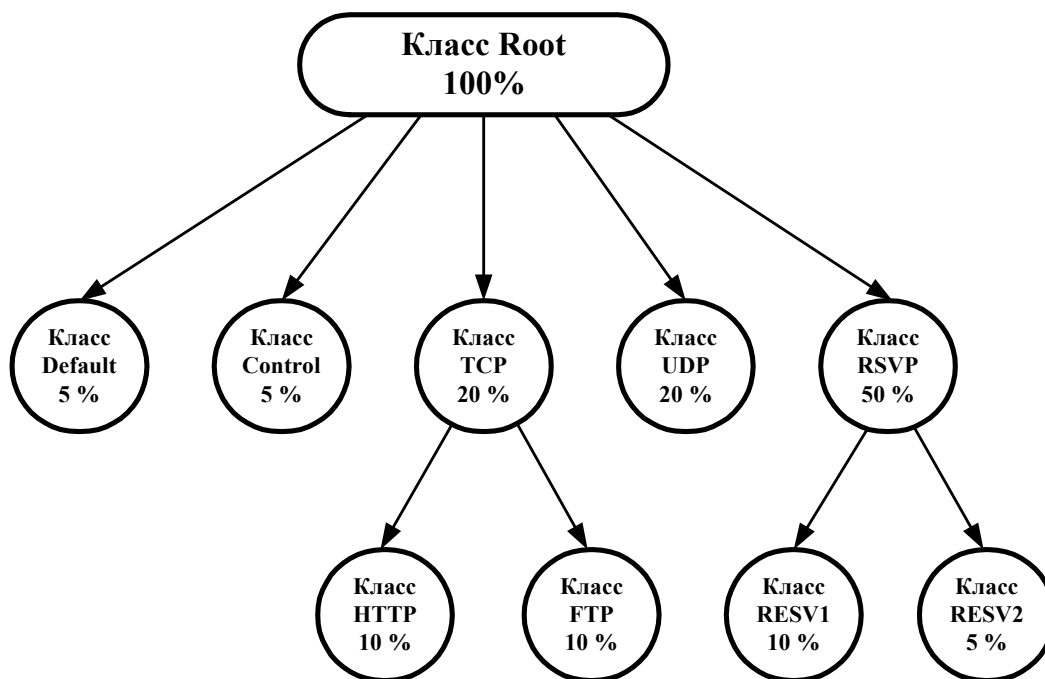 Класс Root
100%
Класс
Default
5 %
Класс
Control
5 %
Класс
TCP
20 %
Класс
UDP
20 %
Класс
RSVP
50 %
Класс
HTTP
10 %
Класс
FTP
10 %
Класс
RESV1
10 %
Класс
RESV2
5 %